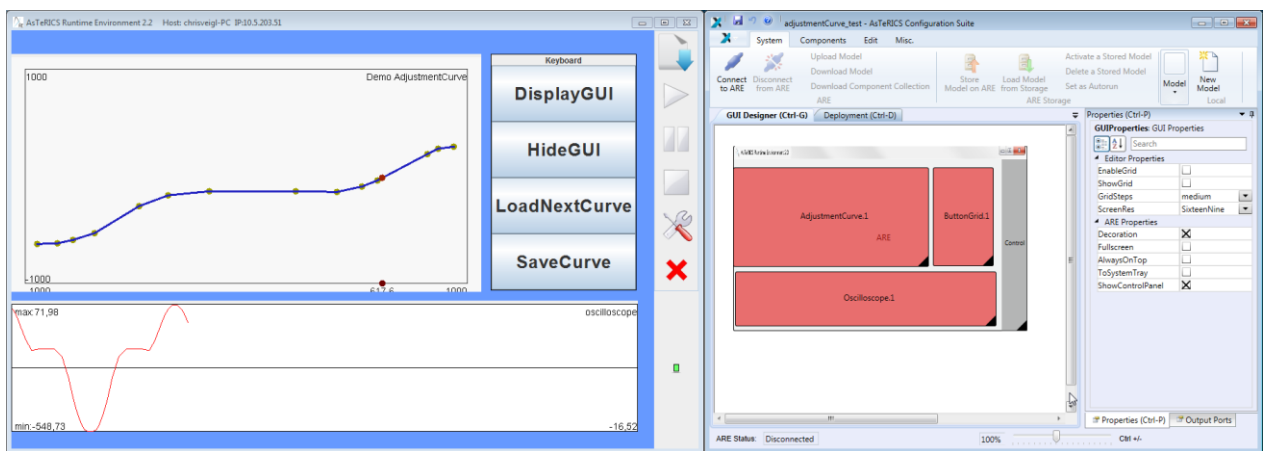 AsTeRICS Runtime Environment 2.2 Host: chrisveigl-PC IP:10.5.203.51
1000
Demo AdjustmentCurve
-1000
-1000
617,6
1000
Keyboard
DisplayGUI
HideGUI
LoadNextCurve
SaveCurve
max:71,98
oscilloscope
min:-548,73
-16,52
adjustmentCurve_test - AsTeRICS Configuration Suite
System Components Edit Misc.
Connect to ARE
Disconnect from ARE
Upload Model
Download Model
Download Component Collection
ARE
Store Model on ARE
Load Model from Storage
Activate a Stored Model
Delete a Stored Model
Set as Autorun
ARE Storage
Model
New Model
Local
GUI Designer (Ctrl-G) Deployment (Ctrl-D)
AdjustmentCurve.1
ARE
ButtonGrid.1
Control
Oscilloscope.1
Properties (Ctrl-P)
GUIProperties: GUI Properties
Search
Editor Properties
EnableGrid
ShowGrid
GridSteps medium
ScreenRes SixteenNine
ARE Properties
Decoration
Fullscreen
AlwaysOnTop
ToSystemTray
ShowControlPanel
Properties (Ctrl-P) Output Ports
ARE Status: Disconnected
100%
Ctrl +/-